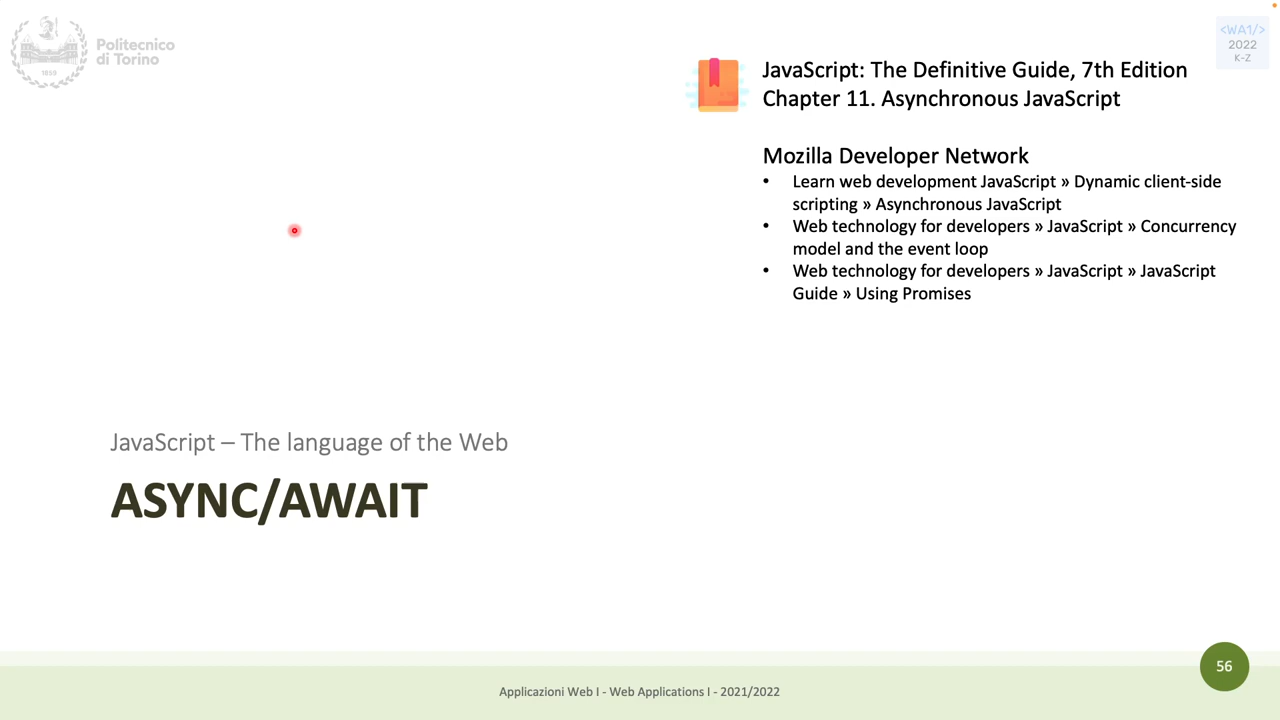 Politecnico
di Torino
1859
<WA1/>
2022
K-Z
JavaScript: The Definitive Guide, 7th Edition
Chapter 11. Asynchronous JavaScript
Mozilla Developer Network
• Learn web development JavaScript » Dynamic client-side
scripting » Asynchronous JavaScript
• Web technology for developers » JavaScript » Concurrency
model and the event loop
• Web technology for developers » JavaScript » JavaScript
Guide » Using Promises
JavaScript – The language of the Web
ASYNC/AWAIT
56
Applicazioni Web I - Web Applications I - 2021/2022